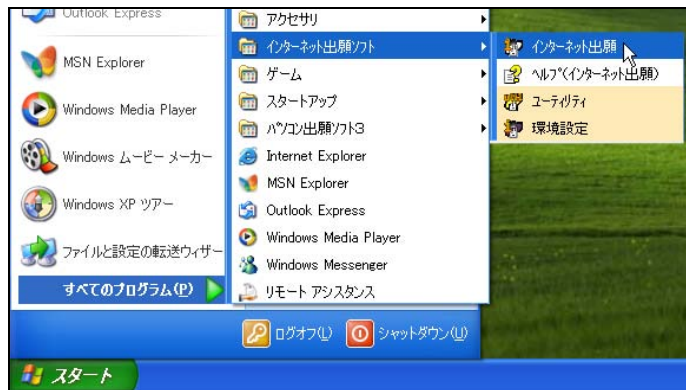 Outlook Express
MSN Explorer
Windows Media Player
Windows ムービー メーカー
Windows XP ツアー
ファイルと設定の転送ウィザー
すべてのプログラム(P)
アクセサリ
インターネット出願ソフト
ゲーム
スタートアップ
パソコン出願ソフト3
Internet Explorer
MSN Explorer
Outlook Express
Windows Media Player
Windows Messenger
リモート アシスタンス
インターネット出願
ヘルプ(インターネット出願)
ユーティリティ
環境設定
ログオフ(L)
シャットダウン(U)
スタート